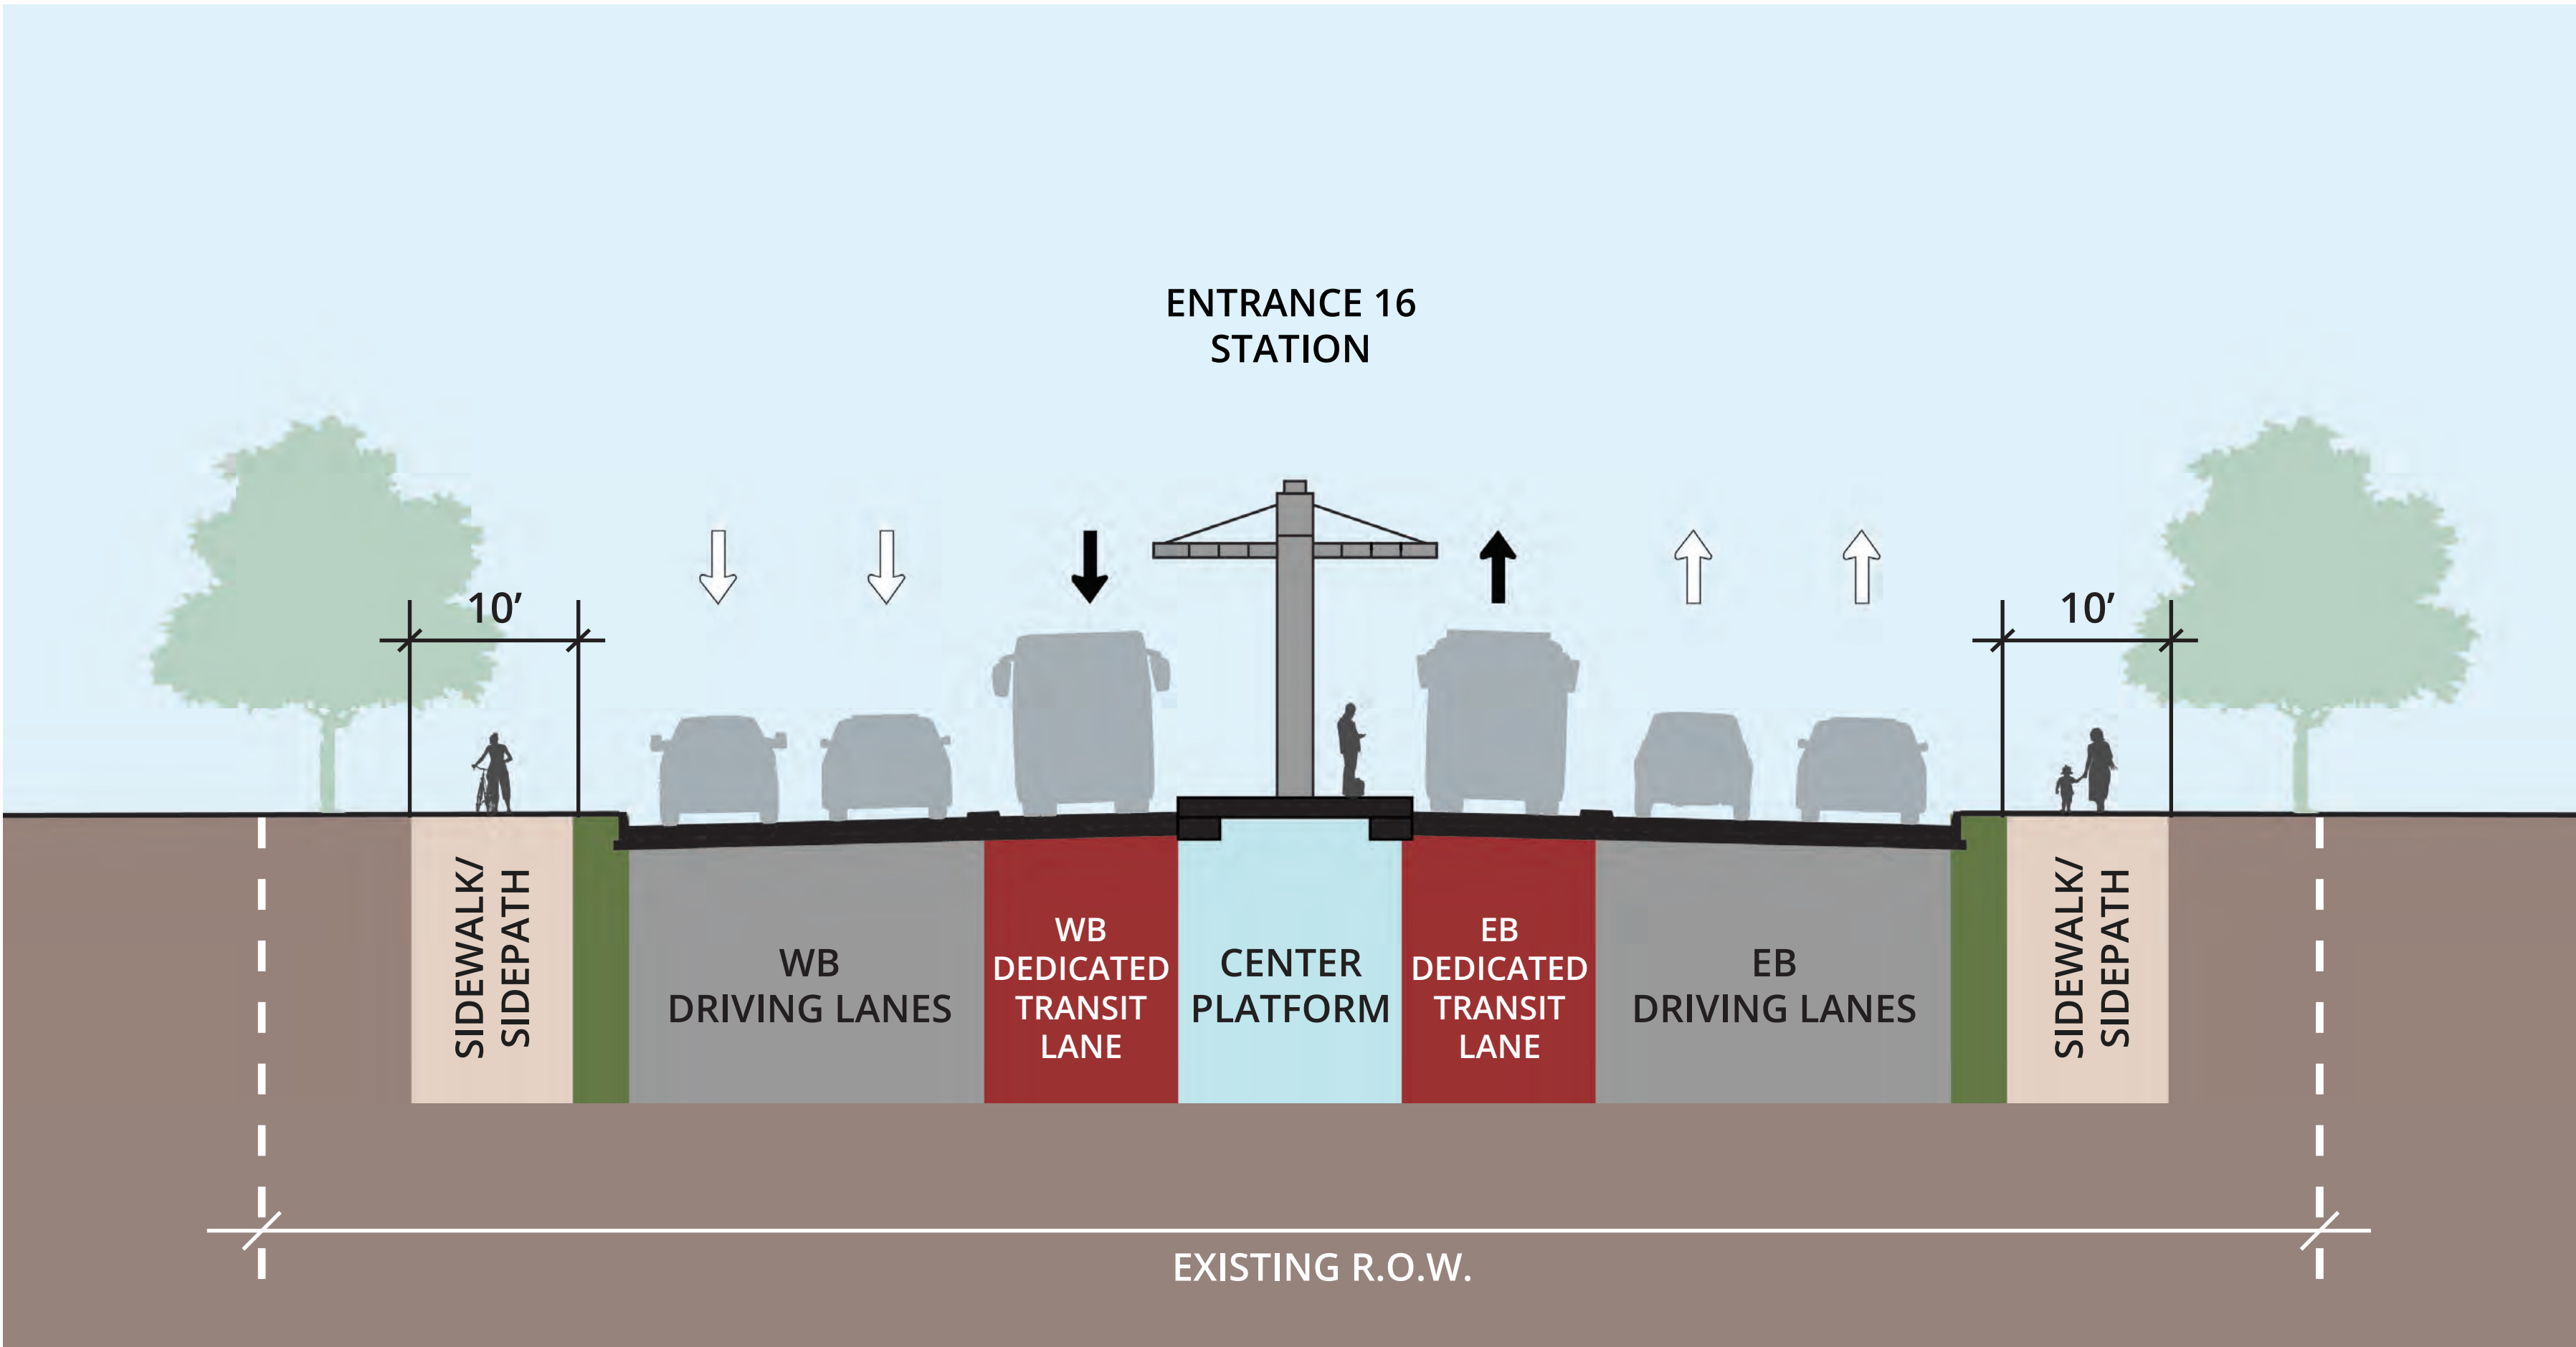 ENTRANCE 16
STATION
10’
10’
SIDEWALK/
SIDEPATH
WB
DRIVING LANES
WB
DEDICATED
TRANSIT
LANE
CENTER
PLATFORM
EB
DEDICATED
TRANSIT
LANE
EB
DRIVING LANES
SIDEWALK/
SIDEPATH
EXISTING R.O.W.